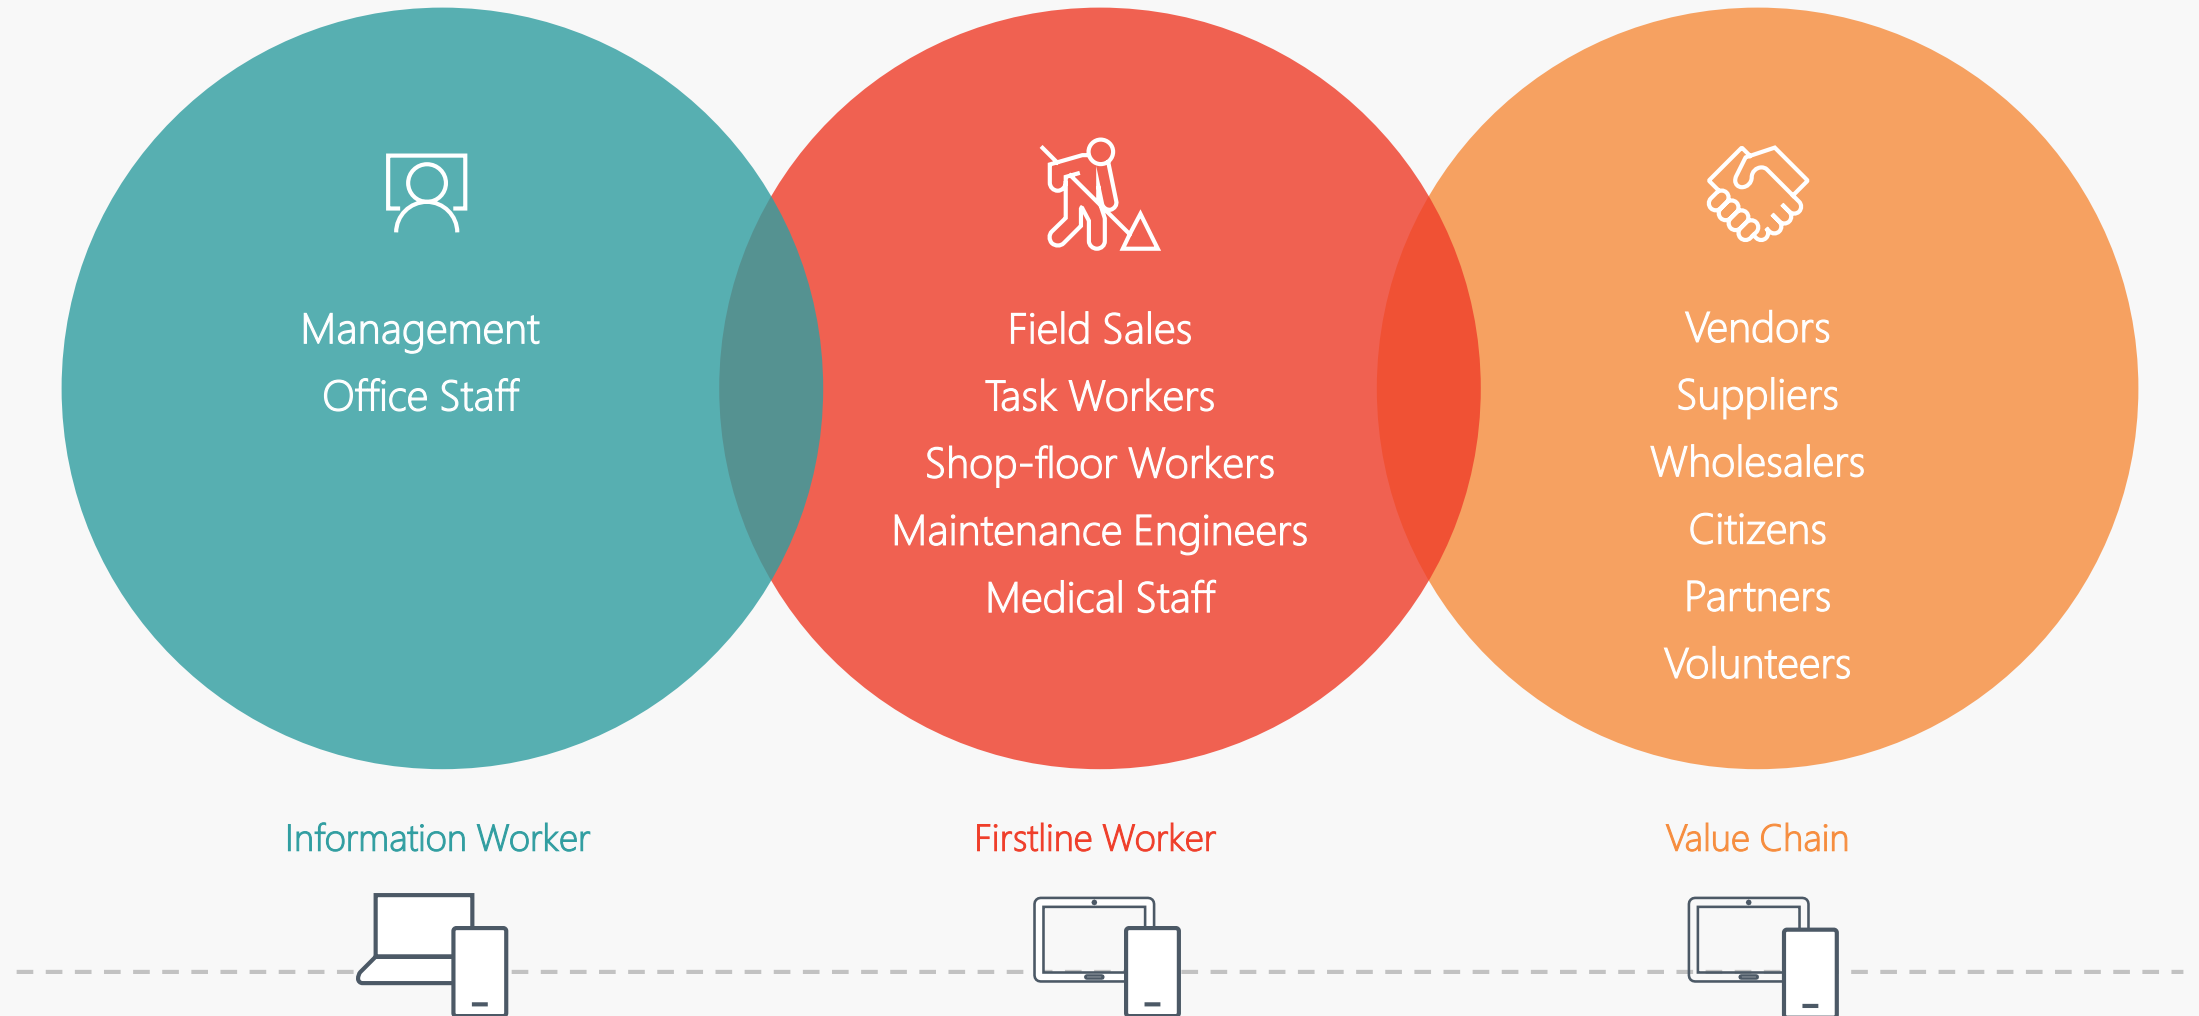 Management
Office Staff
Field Sales
Task Workers
Shop-floor Workers
Maintenance Engineers
Medical Staff
Vendors
Suppliers
Wholesalers
Citizens
Partners
Volunteers
Information Worker
Firstline Worker
Value Chain